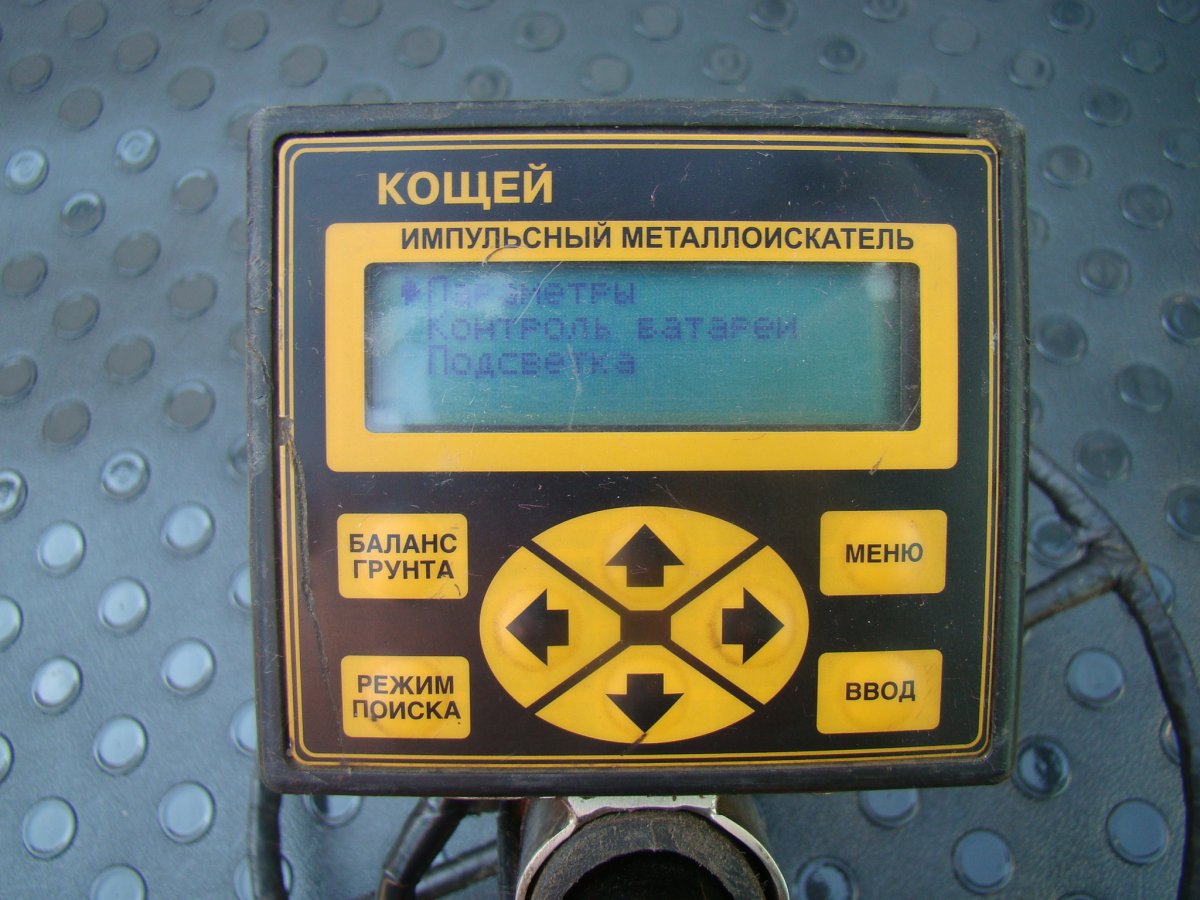 КОЩЕЙ
ИМПУЛЬСНЫЙ МЕТАЛЛОИСКАТЕЛЬ
Параметры
Контроль батареи
Подсветка
БАЛАНС
ГРУНТА
МЕНЮ
РЕЖИМ
ПОИСКА
ВВОД